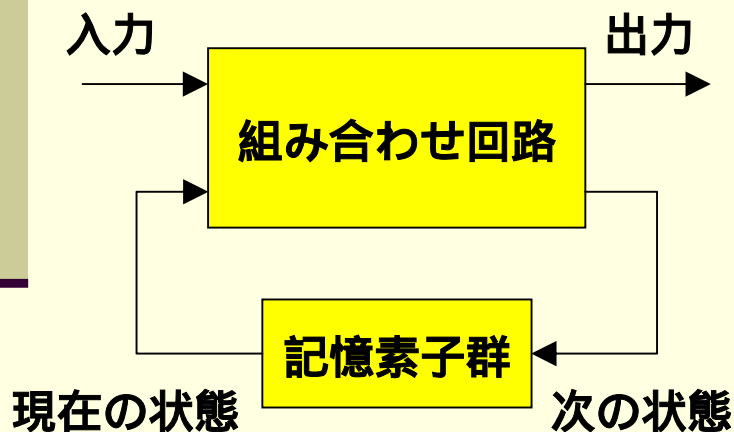 入力
出力
組み合わせ回路
記憶素子群
現在の状態
次の状態